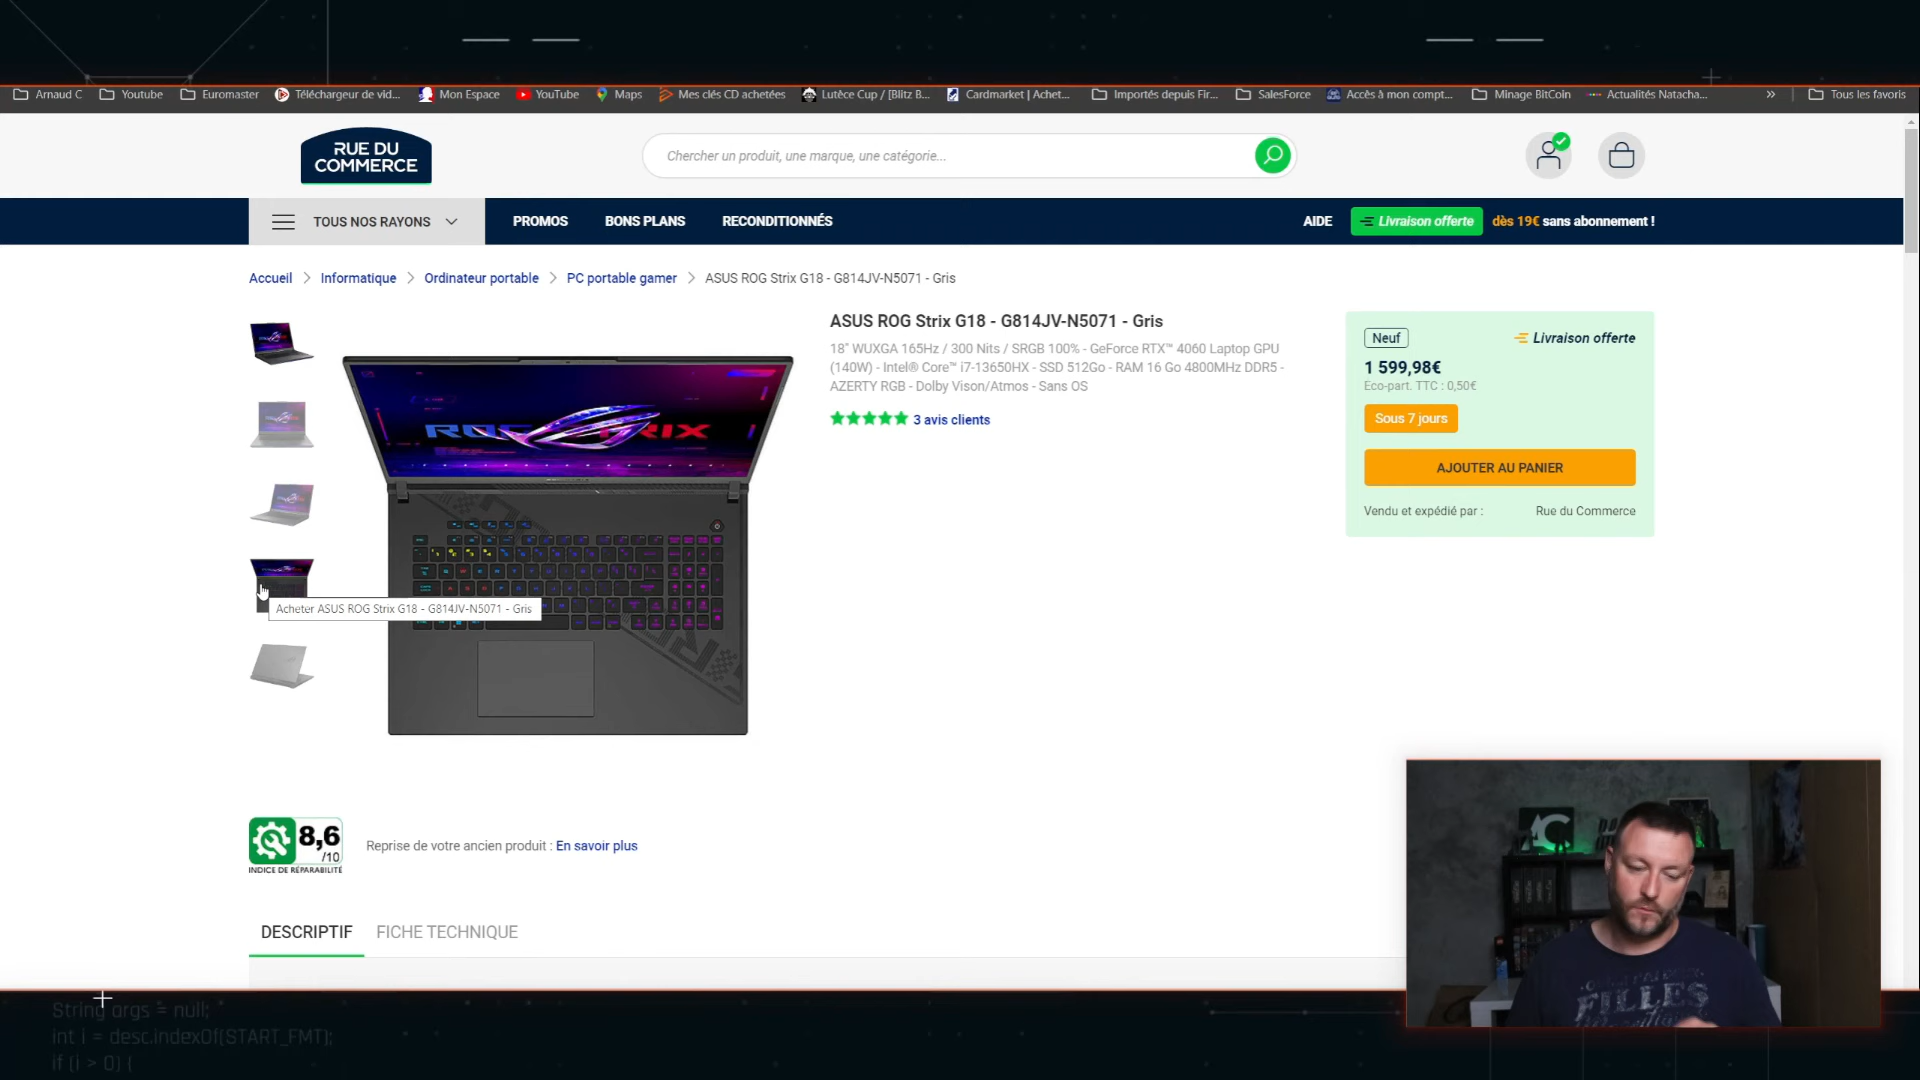 Arnaud C
Youtube
Euromaster
Téléchargeur de vid...
Mon Espace
YouTube
Maps
Mes clés CD achetées
Lutèce Cup / [Blitz B...
Cardmarket | Achet...
Importés depuis Fir...
SalesForce
Accès à mon compt...
Minage BitCoin
Actualités Natacha...
»
Tous les favoris
RUE DU
COMMERCE
Chercher un produit, une marque, une catégorie...
TOUS NOS RAYONS
PROMOS
BONS PLANS
RECONDITIONNÉS
AIDE
Livraison offerte
dès 19€ sans abonnement !
Accueil > Informatique > Ordinateur portable > PC portable gamer > ASUS ROG Strix G18 - G814JV-N5071 - Gris
ASUS ROG Strix G18 - G814JV-N5071 - Gris
18" WUXGA 165Hz / 300 Nits / SRGB 100% - GeForce RTX™ 4060 Laptop GPU
(140W) - Intel® Core™ i7-13650HX - SSD 512Go - RAM 16 Go 4800MHz DDR5 -
AZERTY RGB - Dolby Vison/Atmos - Sans OS
3 avis clients
Neuf
Livraison offerte
1 599,98€
Éco-part. TTC : 0,50€
Sous 7 jours
AJOUTER AU PANIER
Vendu et expédié par :
Rue du Commerce
Acheter ASUS ROG Strix G18 - G814JV-N5071 - Gris
8,6
/10
INDICE DE RÉPARABILITÉ
Reprise de votre ancien produit : En savoir plus
DESCRIPTIF
FICHE TECHNIQUE
FILLES
String args = null;
int i = desc.indexOf(START_FMT);
if (i > 0) {